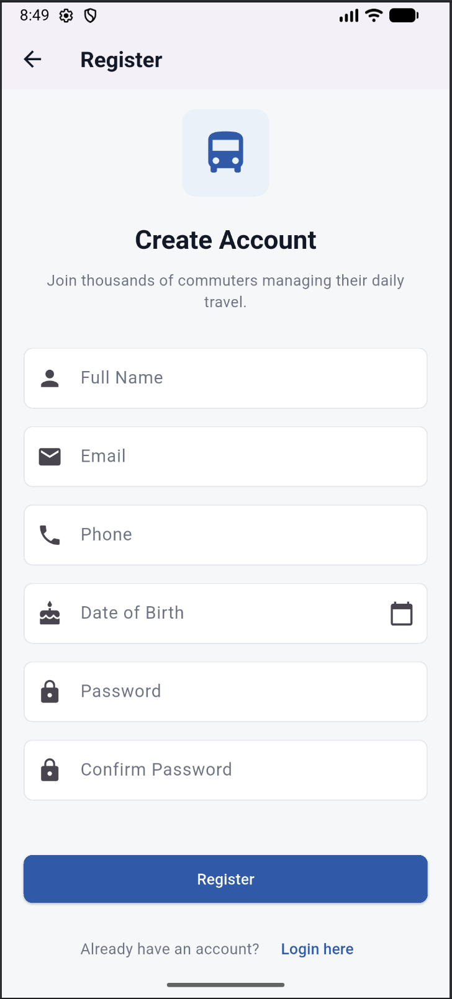 8:49
Register
Create Account
Join thousands of commuters managing their daily
travel.
Full Name
Email
Phone
Date of Birth
Password
Confirm Password
Register
Already have an account? Login here